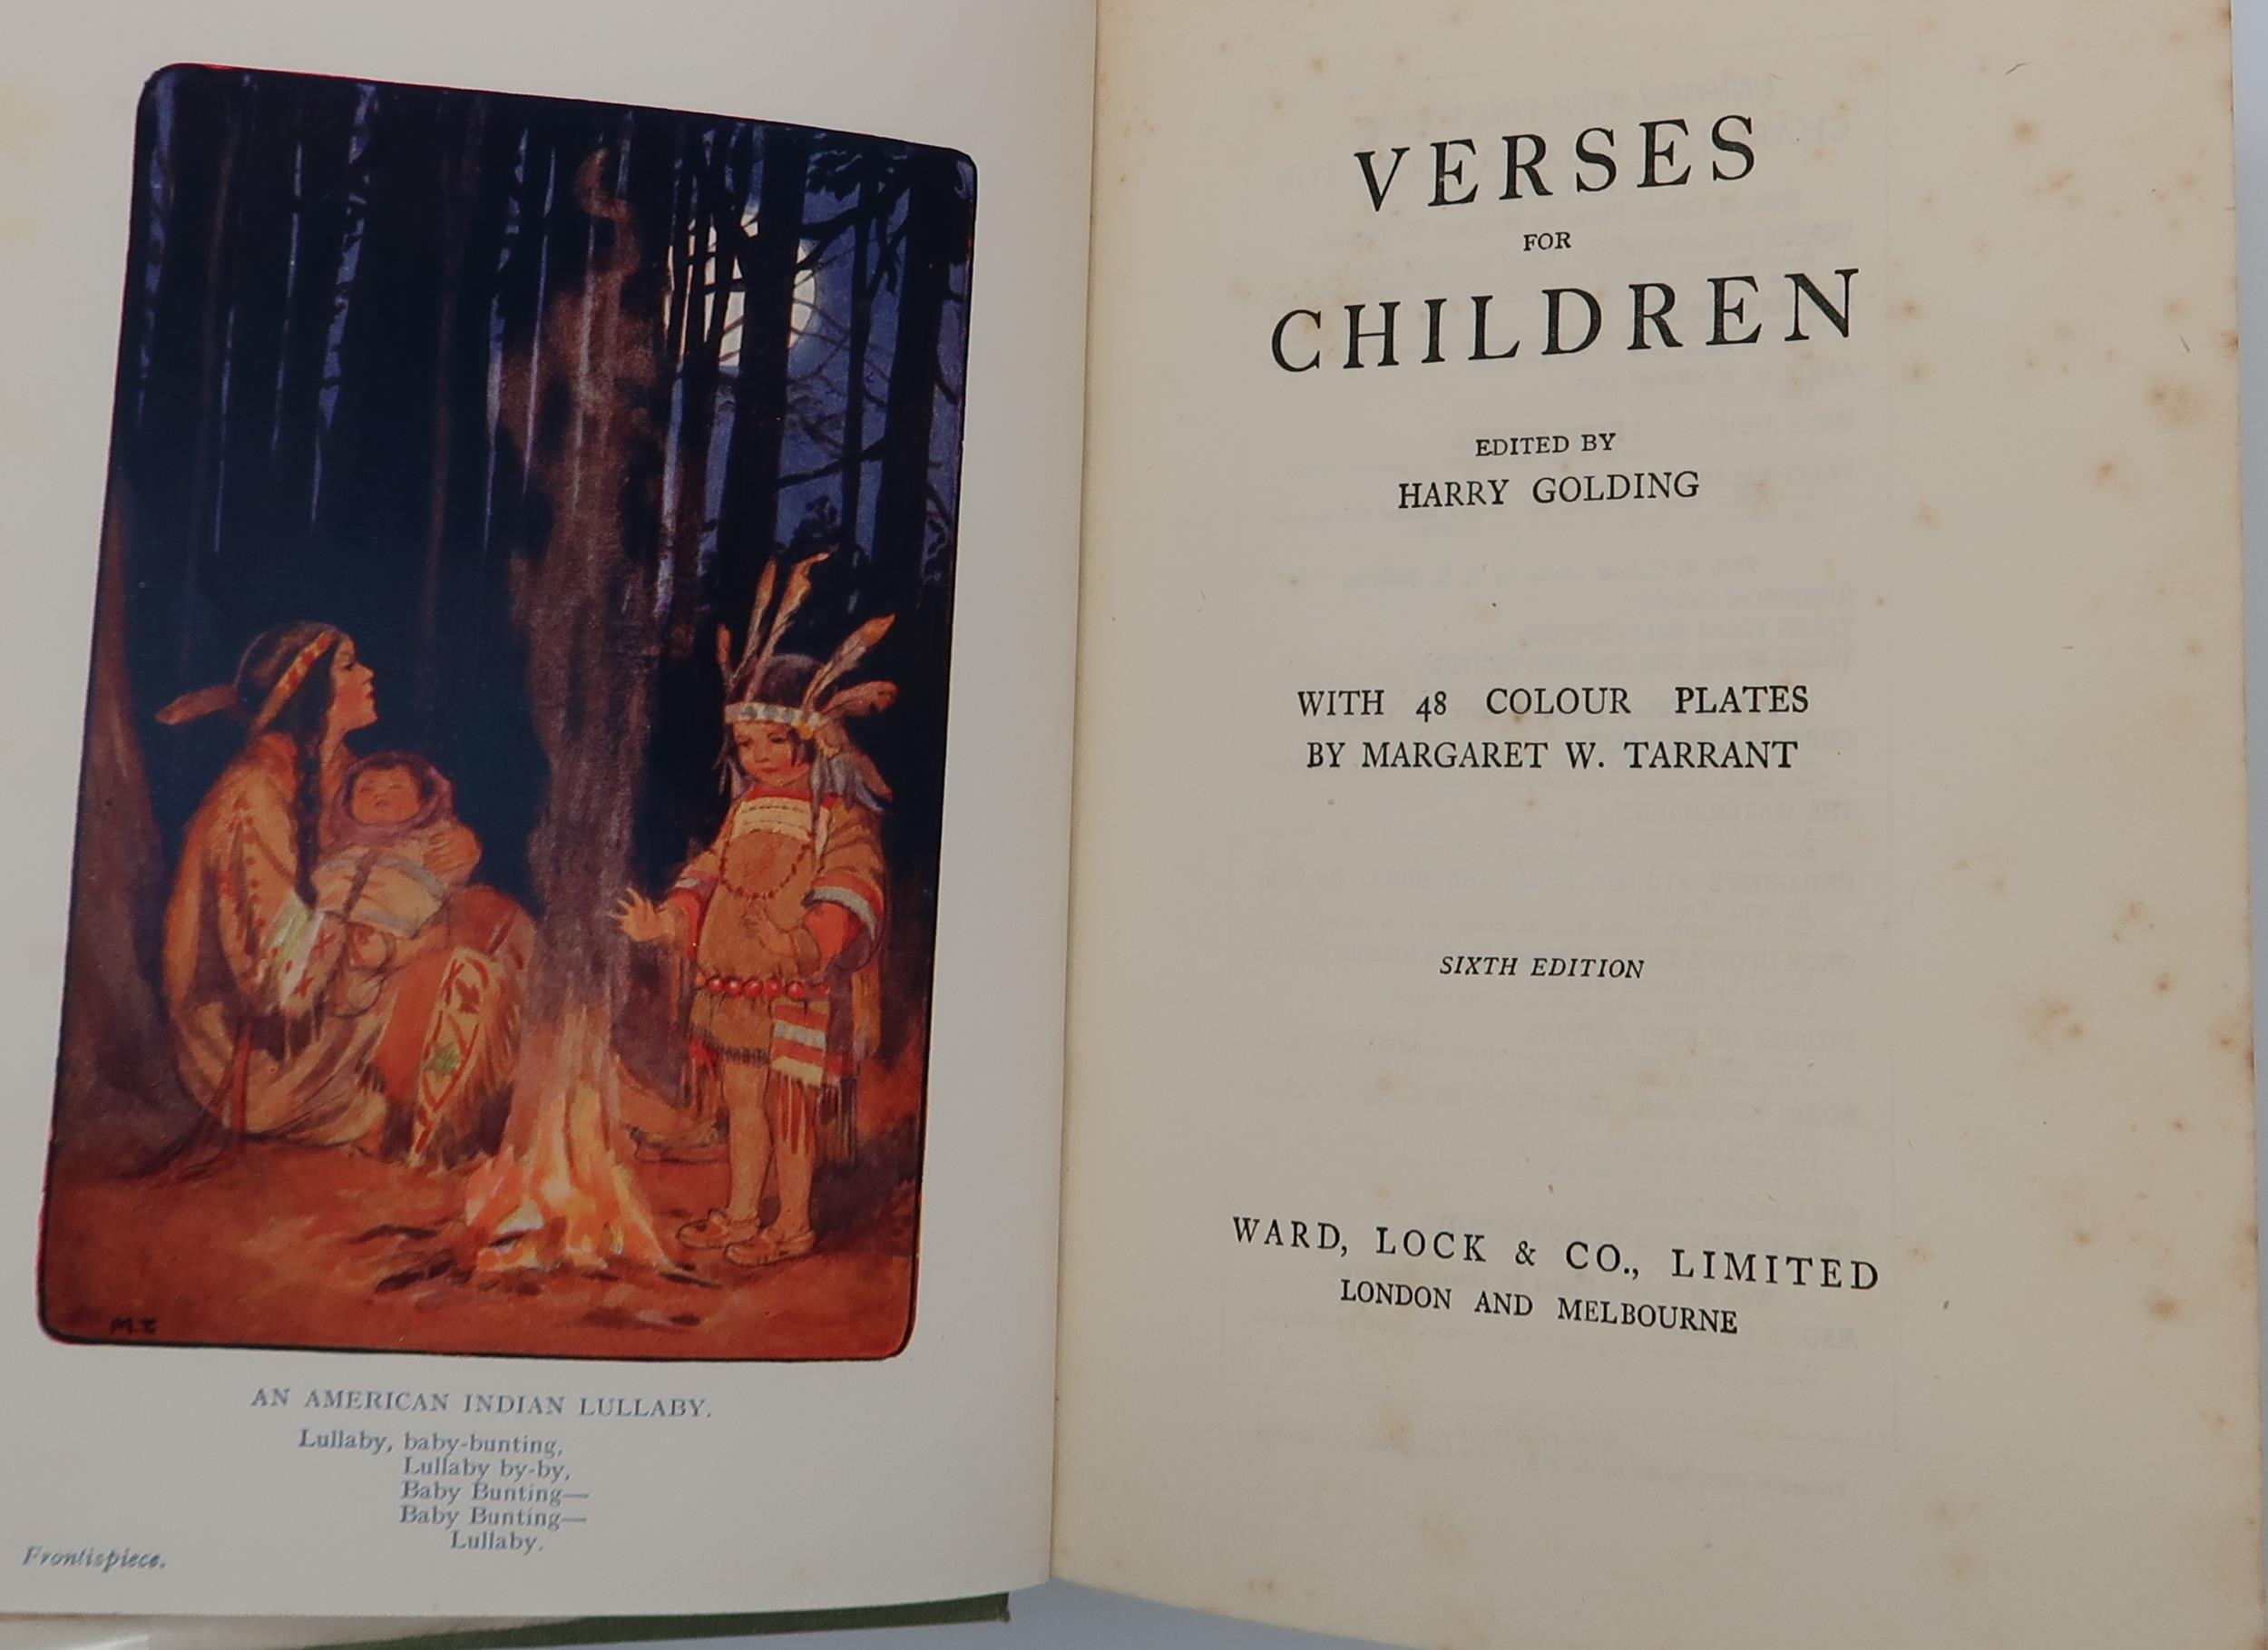 M.T
AN AMERICAN INDIAN LULLABY.
Lullaby, baby-bunting,
Lullaby by-by,
Baby Bunting—
Baby Bunting—
Lullaby.
Frontispiece.
VERSES
FOR
CHILDREN
EDITED BY
HARRY GOLDING
WITH 48 COLOUR PLATES
BY MARGARET W. TARRANT
SIXTH EDITION
WARD, LOCK & CO., LIMITED
LONDON AND MELBOURNE